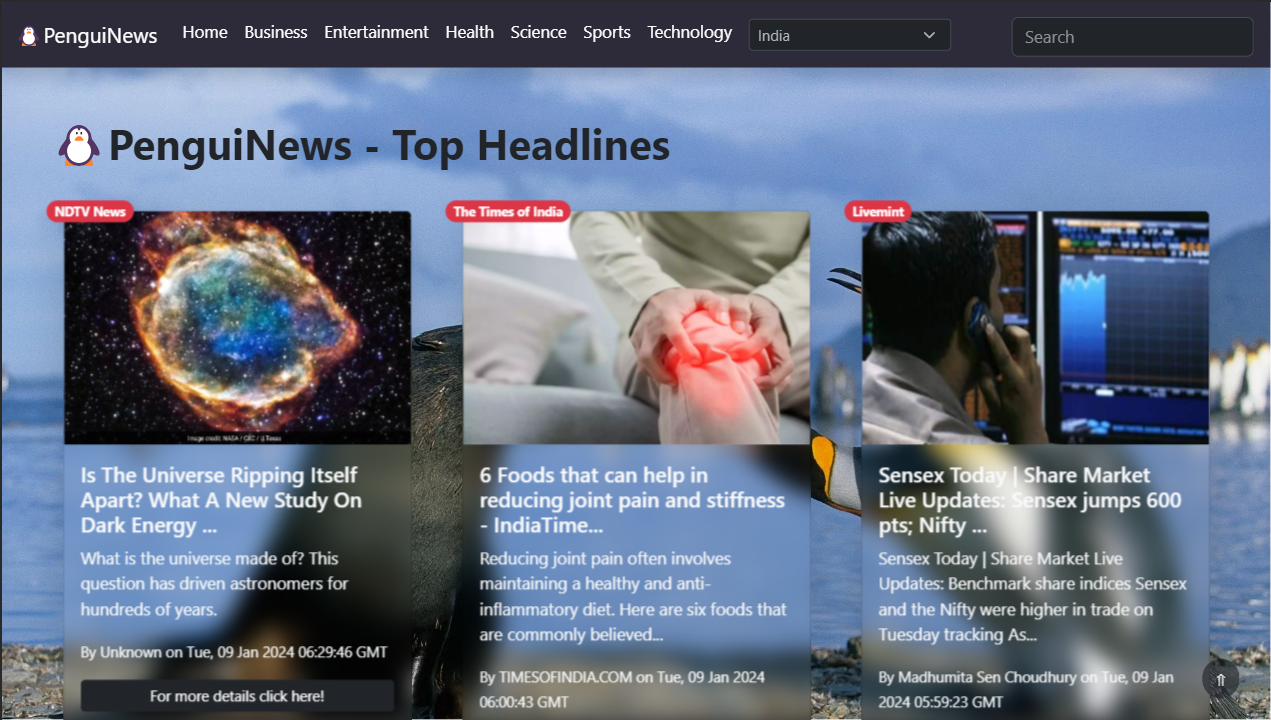 PenguiNews Home Business Entertainment Health Science Sports Technology India Search
PenguiNews - Top Headlines
NDTV News
Image credit: NASA / CXC / U.Texas
Is The Universe Ripping Itself
Apart? What A New Study On
Dark Energy ...
What is the universe made of? This
question has driven astronomers for
hundreds of years.
By Unknown on Tue, 09 Jan 2024 06:29:46 GMT
For more details click here!
The Times of India
6 Foods that can help in
reducing joint pain and stiffness
- IndiaTime...
Reducing joint pain often involves
maintaining a healthy and anti-
inflammatory diet. Here are six foods that
are commonly believed...
By TIMESOFINDIA.COM on Tue, 09 Jan 2024
06:00:43 GMT
Livemint
Sensex Today | Share Market
Live Updates: Sensex jumps 600
pts; Nifty ...
Sensex Today | Share Market Live
Updates: Benchmark share indices Sensex
and the Nifty were higher in trade on
Tuesday tracking As...
By Madhumita Sen Choudhury on Tue, 09 Jan
2024 05:59:23 GMT
⇑